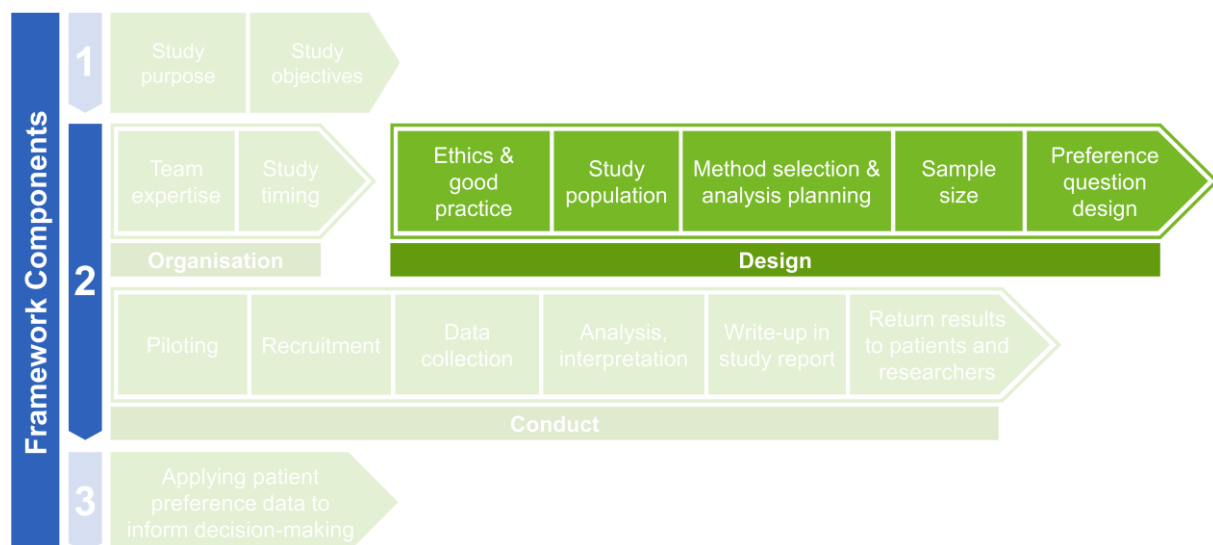 Framework Components
1
Study
purpose
Study
objectives
2
Team
expertise
Study
timing
Organisation
Ethics &
good
practice
Study
population
Method selection &
analysis planning
Sample
size
Preference
question
design
Design
Piloting
Recruitment
Data
collection
Analysis,
interpretation
Write-up in
study report
Return results
to patients and
researchers
Conduct
3
Applying patient
preference data to
inform decision-making